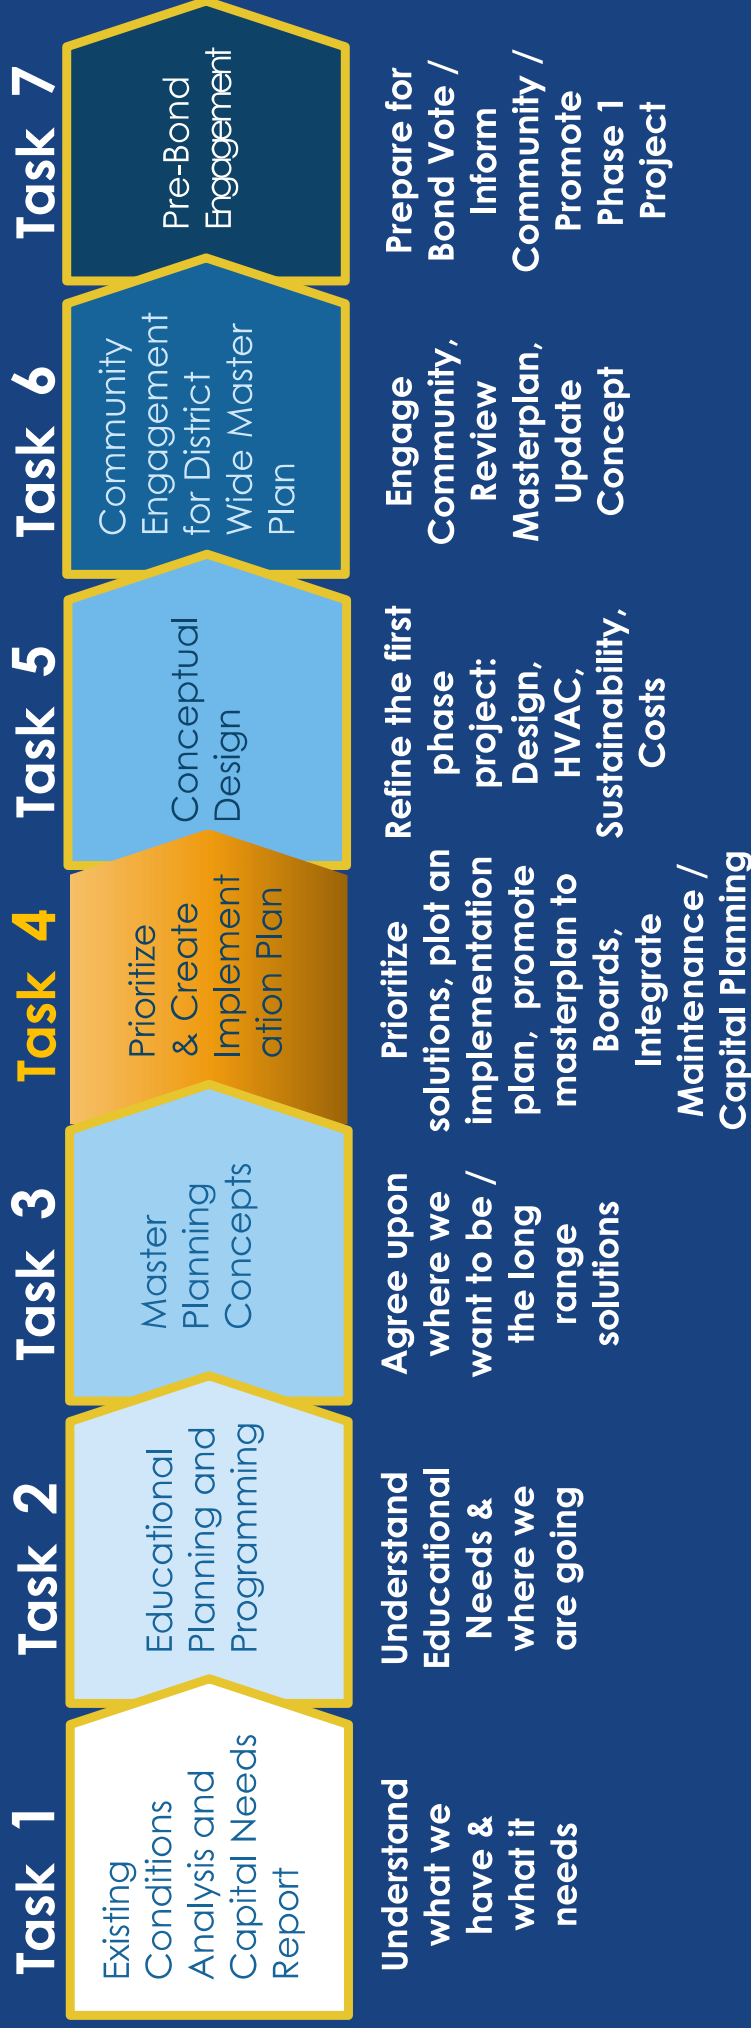 Task 1
Existing
Conditions
Analysis and
Capital Needs
Report
Understand
what we
have &
what it
needs
Task 2
Educational
Planning and
Programming
Understand
Educational
Needs &
where we
are going
Task 3
Master
Planning
Concepts
Agree upon
where we
want to be /
the long
range
solutions
Task 4
Prioritize
& Create
Implement
ation Plan
Prioritize
solutions, plot an
implementation
plan, promote
masterplan to
Boards,
Integrate
Maintenance /
Capital Planning
Task 5
Conceptual
Design
Refine the first
phase
project:
Design,
HVAC,
Sustainability,
Costs
Task 6
Community
Engagement
for District
Wide Master
Plan
Engage
Community,
Review
Masterplan,
Update
Concept
Task 7
Pre-Bond
Engagement
Prepare for
Bond Vote /
Inform
Community /
Promote
Phase 1
Project